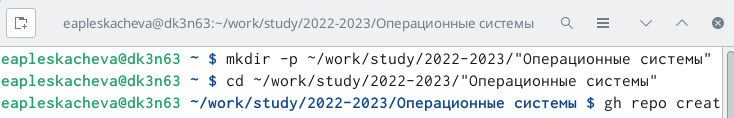 eapleskacheva@dk3n63:~/work/study/2022-2023/Операционные системы
eapleskacheva@dk3n63 ~ $ mkdir -p ~/work/study/2022-2023/"Операционные системы"
eapleskacheva@dk3n63 ~ $ cd ~/work/study/2022-2023/"Операционные системы"
eapleskacheva@dk3n63 ~/work/study/2022-2023/Операционные системы $ gh repo creat